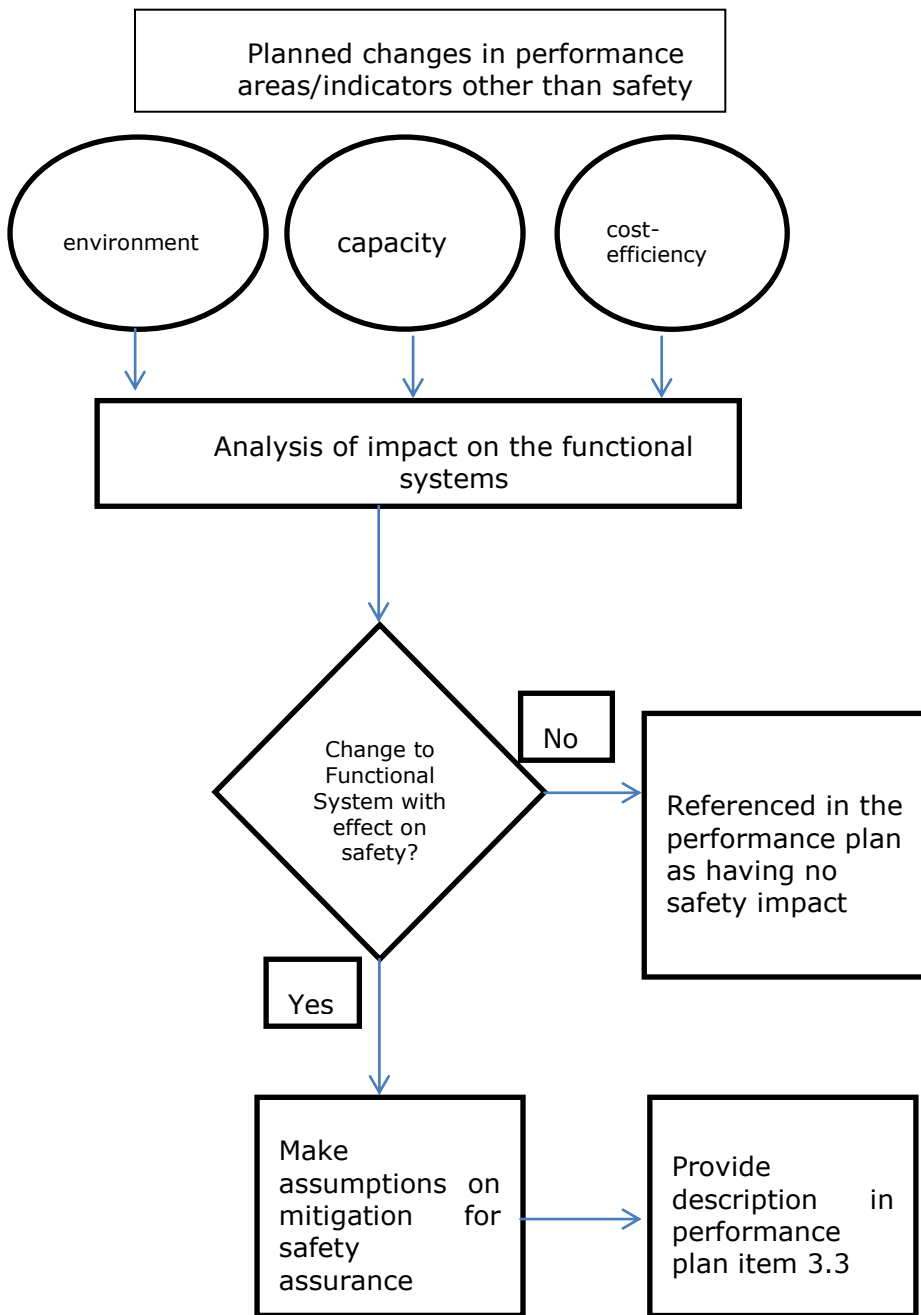 Planned changes in performance
areas/indicators other than safety
environment
capacity
cost-
efficiency
Analysis of impact on the functional
systems
Change to
Functional
System with
effect on
safety?
No
Referenced in the
performance plan
as having no
safety impact
Yes
Make
assumptions on
mitigation for
safety
assurance
Provide
description in
performance
plan item 3.3